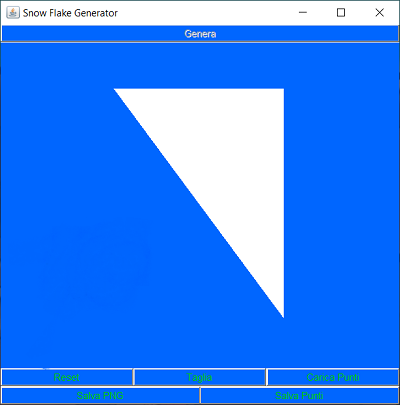 Snow Flake Generator
Genera
Reset Taglia Carica Punti
Salva PNG Salva Punti